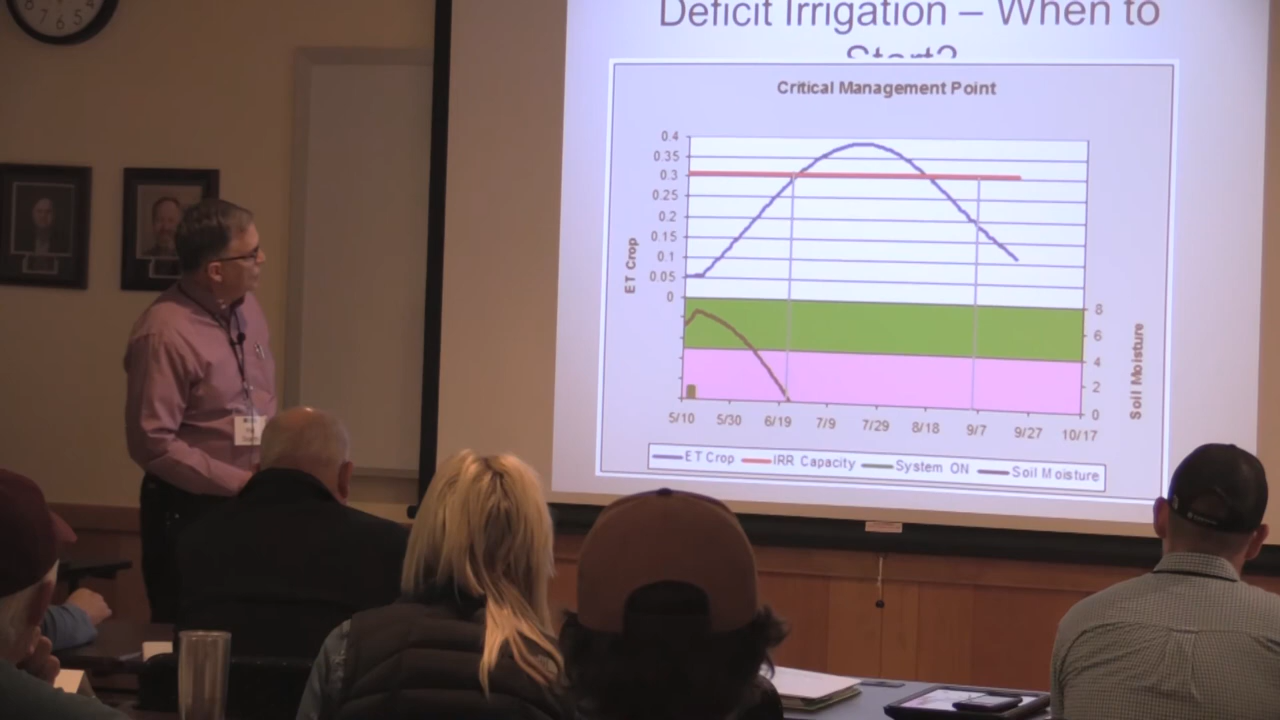 Deficit Irrigation – When to
Start?
Critical Management Point
0.4
0.35
0.3
0.25
0.2
0.15
0.1
0.05
0
ET Crop
8
6
4
2
0
Soil Moisture
5/10 5/30 6/19 7/9 7/29 8/18 9/7 9/27 10/17
ET Crop IRR Capacity System ON Soil Moisture